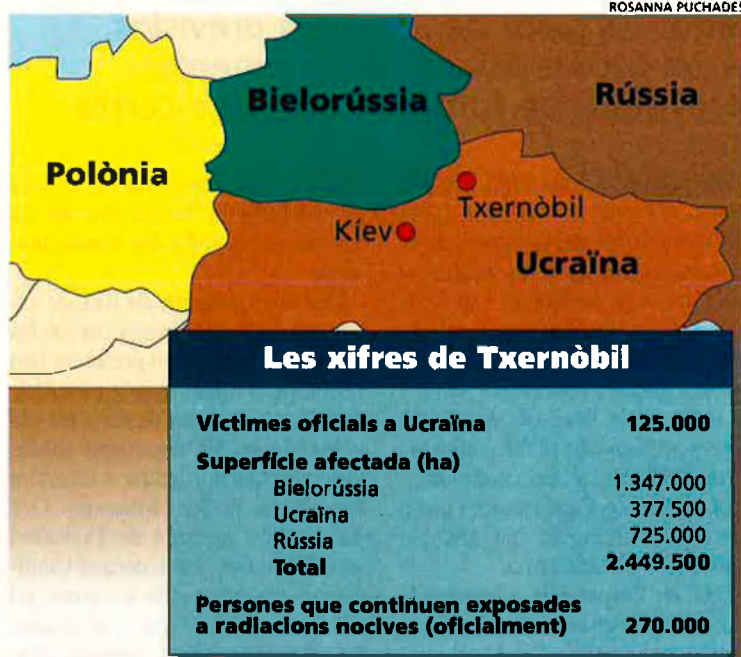 ROSANNA PUCHADES
Bielorússia
Rússia
Polònia
Txernòbil
Kíev
Ucraïna
Les xifres de Txernòbil
Víctimes oficials a Ucraïna 125.000
Superfície afectada (ha)
Bielorússia 1.347.000
Ucraïna 377.500
Rússia 725.000
Total 2.449.500
Persones que continuen exposades
a radiacions nocives (oficialment) 270.000